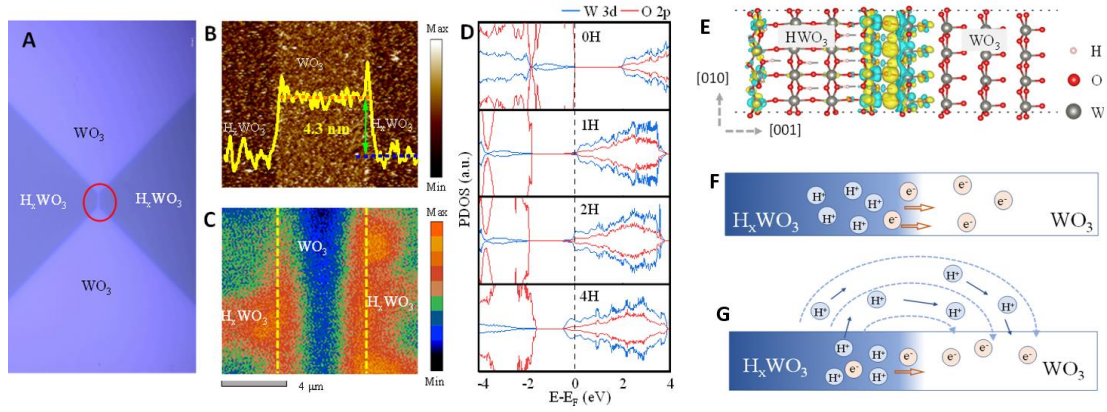 A
WO3
HxWO3
HxWO3
WO3
B
WO3
HxWO3
4.3 nm
HxWO3
Max
Min
C
WO3
HxWO3
HxWO3
Max
Min
4 μm
D
W 3d O 2p
0H
1H
2H
4H
PDOS (a.u.)
-4 -2 0 2 4
E-EF (eV)
E
HWO3
WO3
[010]
[001]
H
O
W
F
HxWO3
H+
H+
H+
H+
H+
H+
e-
e-
e-
e-
e-
WO3
G
H+
H+
H+
H+
H+
H+
H+
H+
H+
e-
e-
e-
e-
e-
HxWO3
WO3